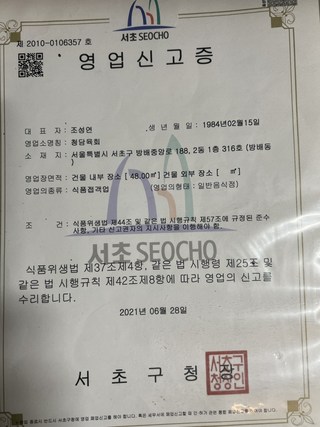 제 2010-0106357 호
서초 SEOCHO
영업신고증
대 표 자 : 조성연 생 년 월 일 : 1984년02월15일
영업소명칭 : 청담육회
소 재 지 : 서울특별시 서초구 방배중앙로 188, 2동 1층 316호 (방배동)
영업장면적 : 건물 내부 장소 [ 48.00㎡] 건물 외부 장소 [ ㎡]
영업의종류 : 식품접객업 (영업의형태 : 일반음식점)
조 건 : 식품위생법 제44조 및 같은 법 시행규칙 제57조에 규정된 준수
사항, 기타 신고권자의 지시사항을 이행해야 함.
서초 SEOCHO
식품위생법 제37조제4항, 같은 법 시행령 제25조 및
같은 법 시행규칙 제42조제8항에 따라 영업의 신고를
수리합니다.
2021년 06월 28일
서 초 구 청 장